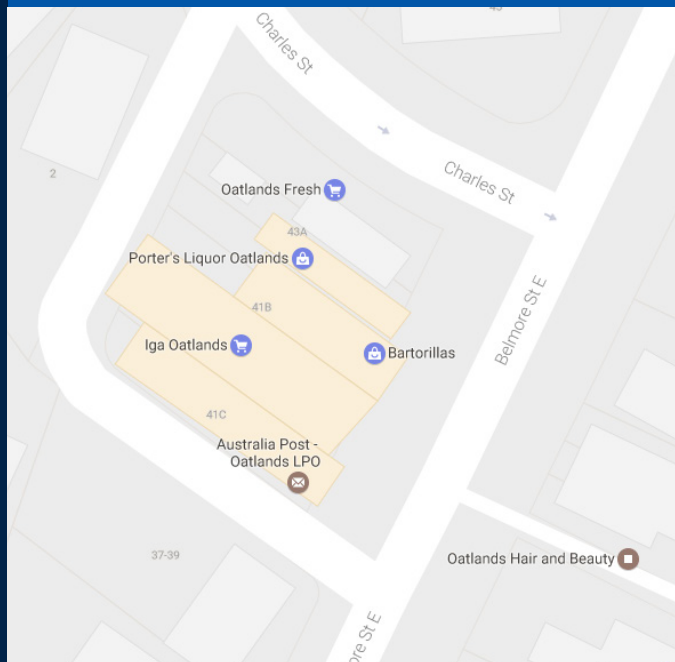 Charles St
2
Oatlands Fresh
Charles St
43A
Porter's Liquor Oatlands
41B
Belmore St E
Iga Oatlands
Bartorillas
41C
Australia Post -
Oatlands LPO
37-39
Oatlands Hair and Beauty
ore St E